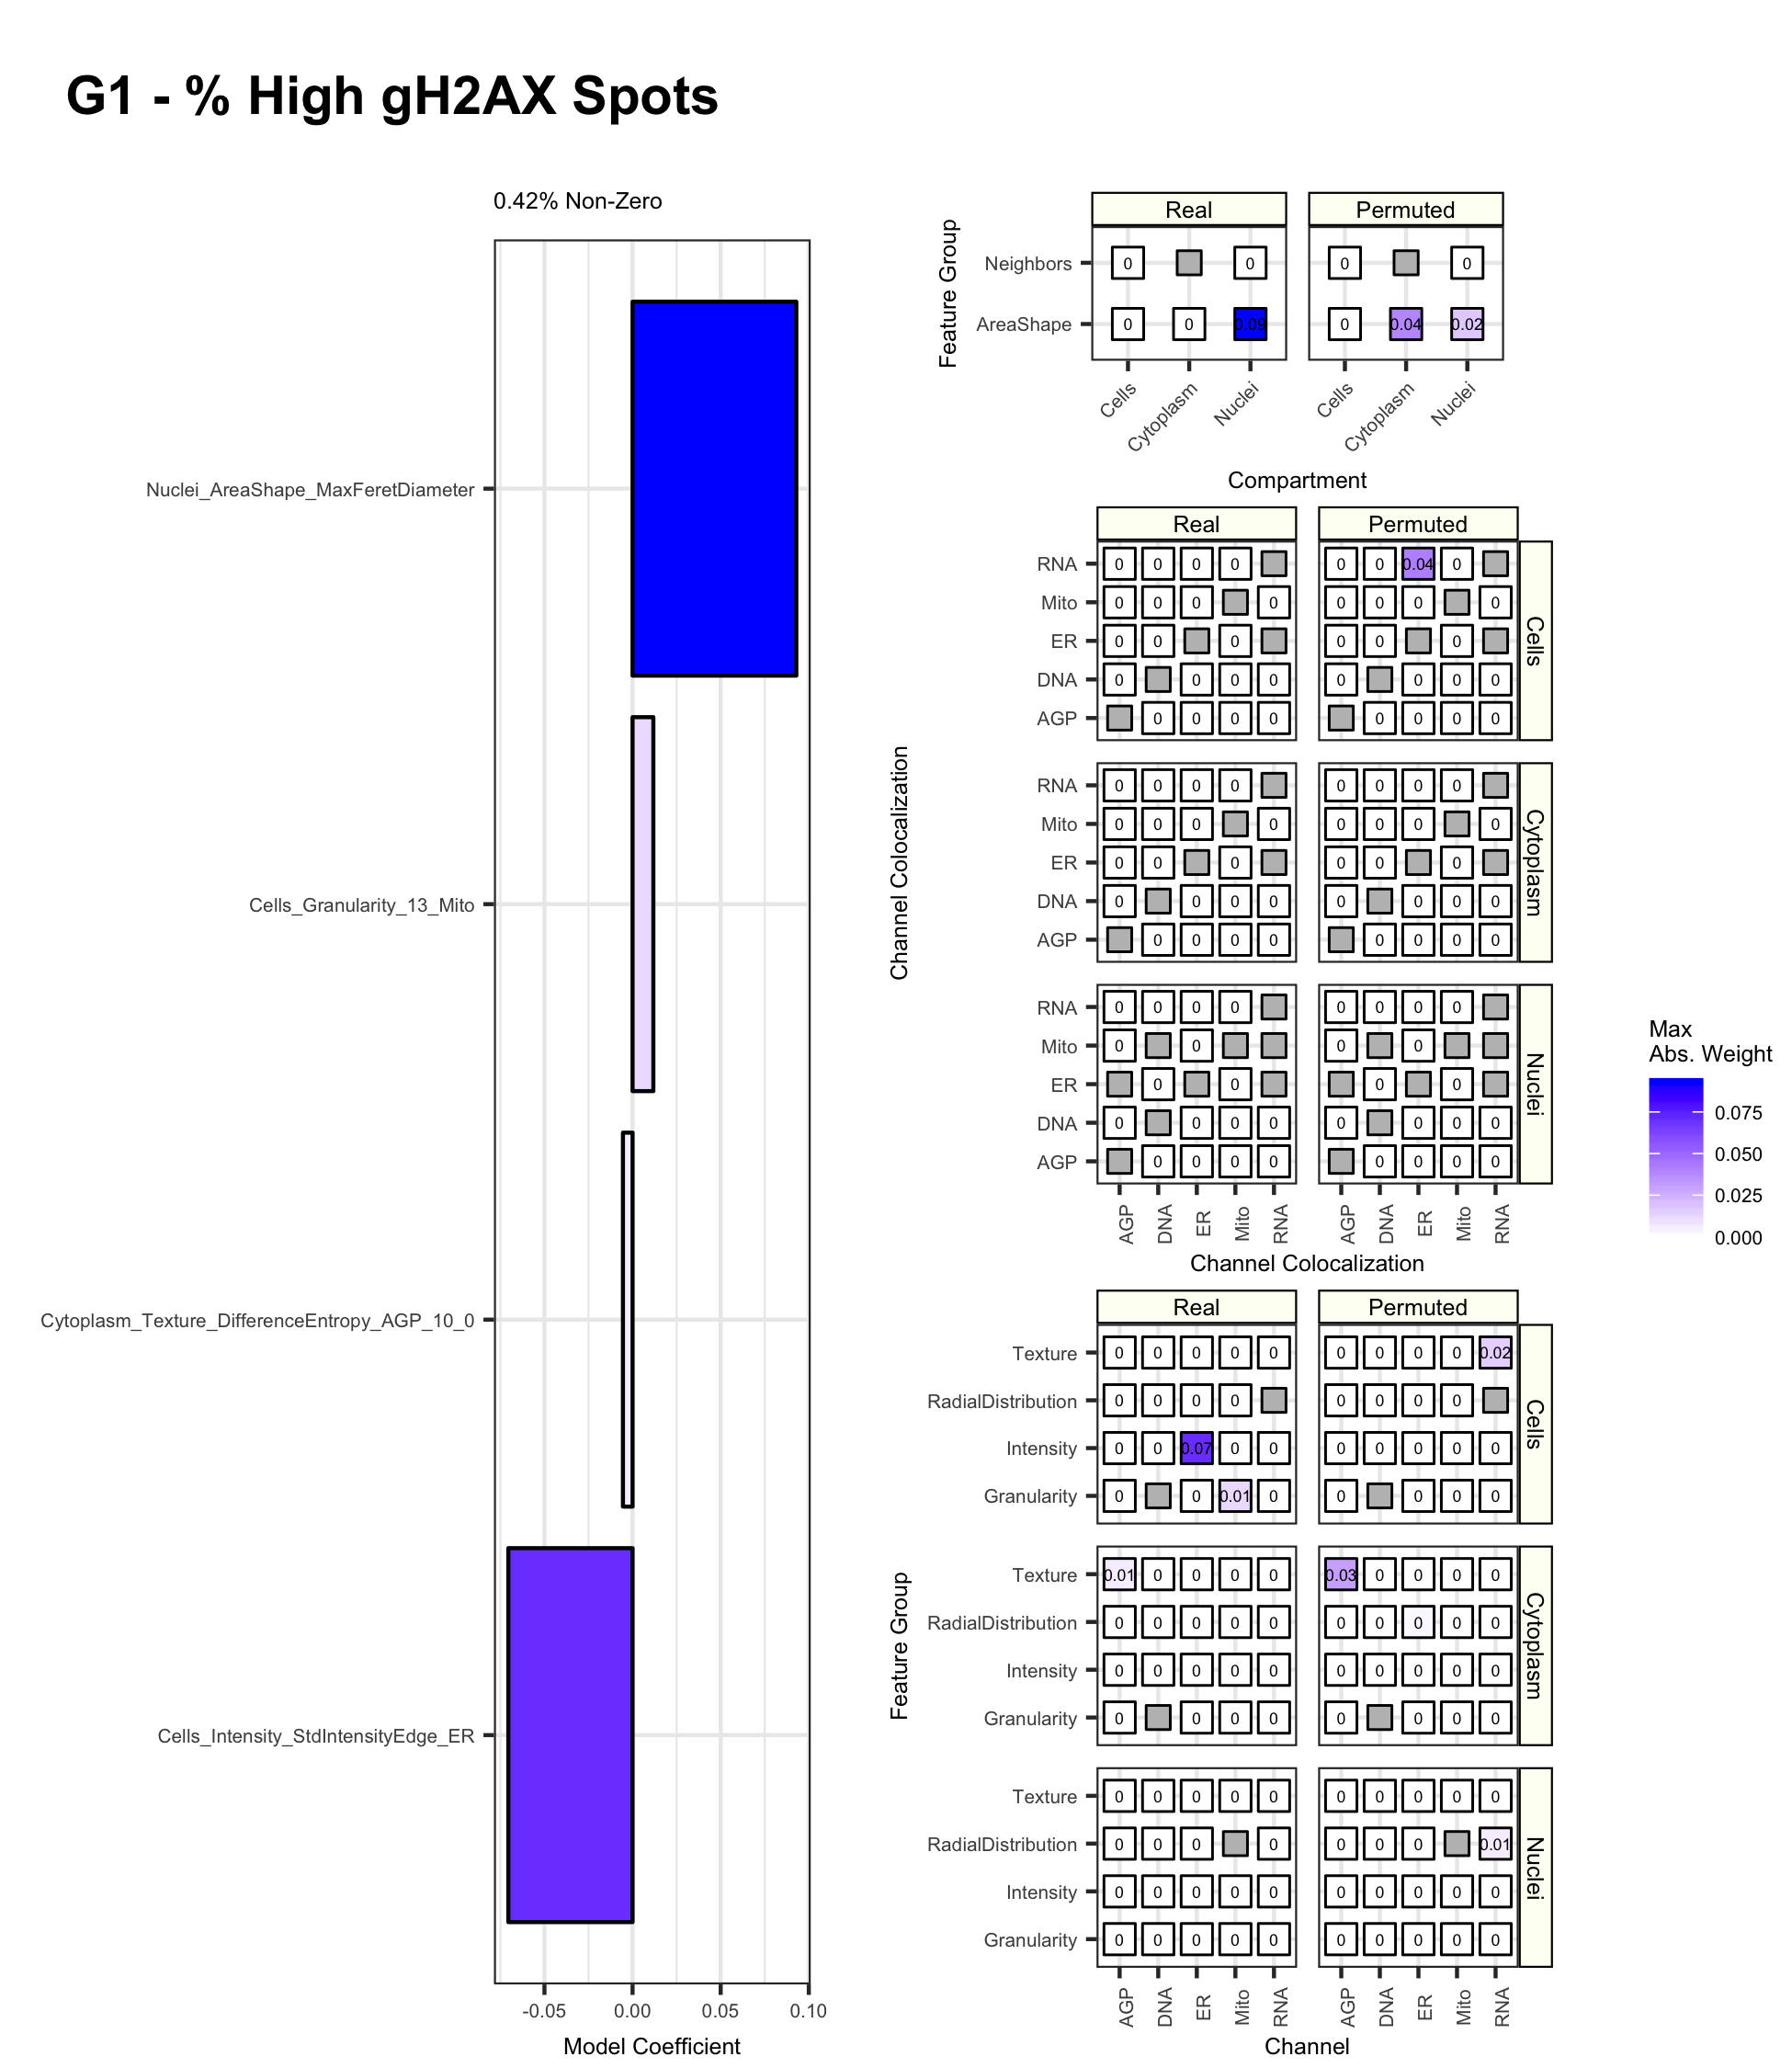 G1 - % High gH2AX Spots
0.42% Non-Zero
Nuclei_AreaShape_MaxFeretDiameter
Cells_Granularity_13_Mito
Cytoplasm_Texture_DifferenceEntropy_AGP_10_0
Cells_Intensity_StdIntensityEdge_ER
-0.05 0.00 0.05 0.10
Model Coefficient
Feature Group
Real Permuted
Neighbors 0 0 0 0
AreaShape 0 0 0.09 0 0.04 0.02
Cells Cytoplasm Nuclei Cells Cytoplasm Nuclei
Compartment
Channel Colocalization
Real Permuted
RNA 0 0 0 0 0 0 0.04 0
Mito 0 0 0 0 0 0 0 0
ER 0 0 0 0 0 0
DNA 0 0 0 0 0 0 0 0
AGP 0 0 0 0 0 0 0 0
Cells
RNA 0 0 0 0 0 0 0 0
Mito 0 0 0 0 0 0 0 0
ER 0 0 0 0 0 0
DNA 0 0 0 0 0 0 0 0
AGP 0 0 0 0 0 0 0 0
Cytoplasm
RNA 0 0 0 0 0 0 0 0
Mito 0 0 0 0
ER 0 0 0 0
DNA 0 0 0 0 0 0 0 0
AGP 0 0 0 0 0 0 0 0
Nuclei
AGP DNA ER Mito RNA AGP DNA ER Mito RNA
Channel Colocalization
Feature Group
Real Permuted
Texture 0 0 0 0 0 0 0 0 0 0.02
RadialDistribution 0 0 0 0 0 0 0 0
Intensity 0 0 0.07 0 0 0 0 0 0 0
Granularity 0 0 0.01 0 0 0 0 0
Cells
Texture 0.01 0 0 0 0 0.03 0 0 0 0
RadialDistribution 0 0 0 0 0 0 0 0 0 0
Intensity 0 0 0 0 0 0 0 0 0 0
Granularity 0 0 0 0 0 0 0 0
Cytoplasm
Texture 0 0 0 0 0 0 0 0 0 0
RadialDistribution 0 0 0 0 0 0 0 0.01
Intensity 0 0 0 0 0 0 0 0 0 0
Granularity 0 0 0 0 0 0 0 0 0 0
Nuclei
AGP DNA ER Mito RNA AGP DNA ER Mito RNA
Channel
Max
Abs. Weight
0.075
0.050
0.025
0.000